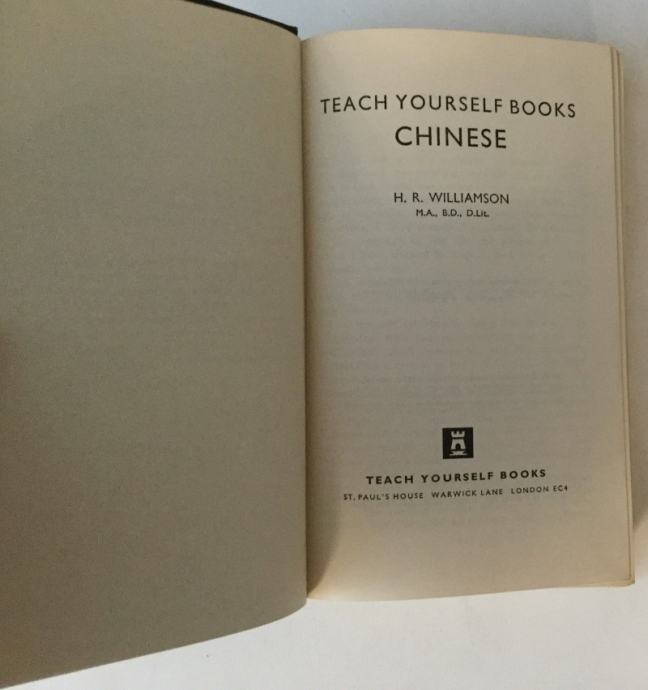 TEACH YOURSELF BOOKS
CHINESE
H. R. WILLIAMSON
M.A., B.D., D.Lit.
TEACH YOURSELF BOOKS
ST. PAUL'S HOUSE WARWICK LANE LONDON EC4